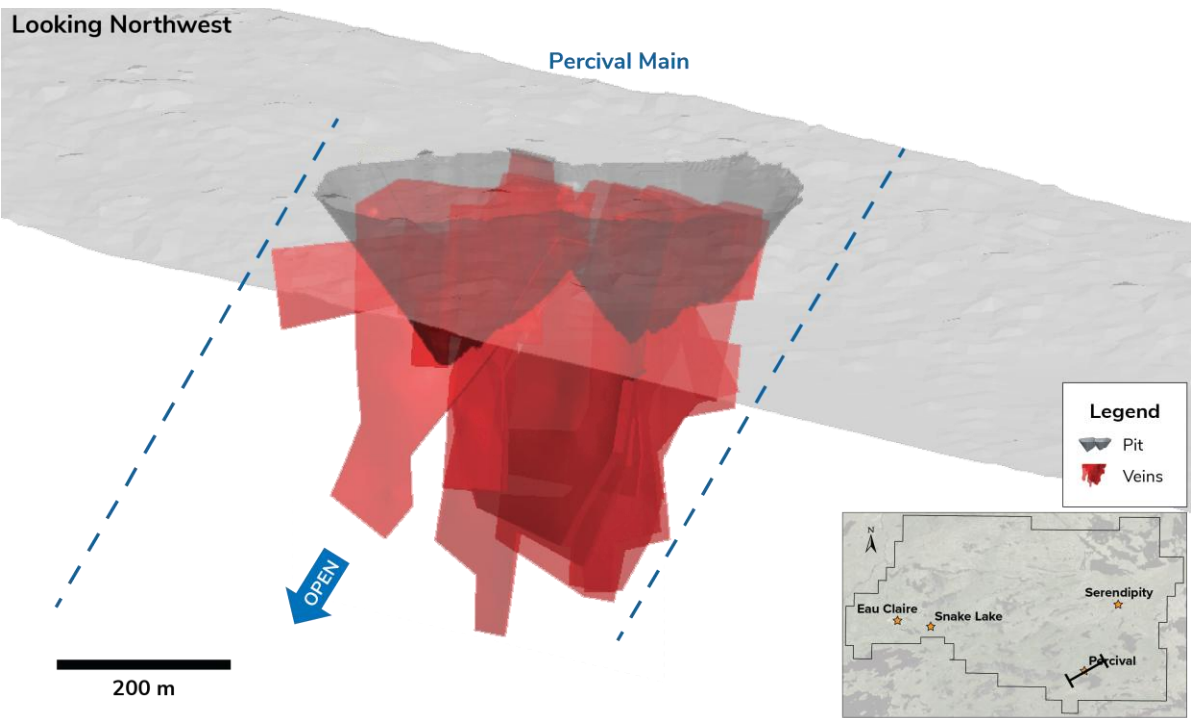 Looking Northwest
Percival Main
OPEN
200 m
Legend
Pit
Veins
N
Eau Claire
Snake Lake
Serendipity
Percival